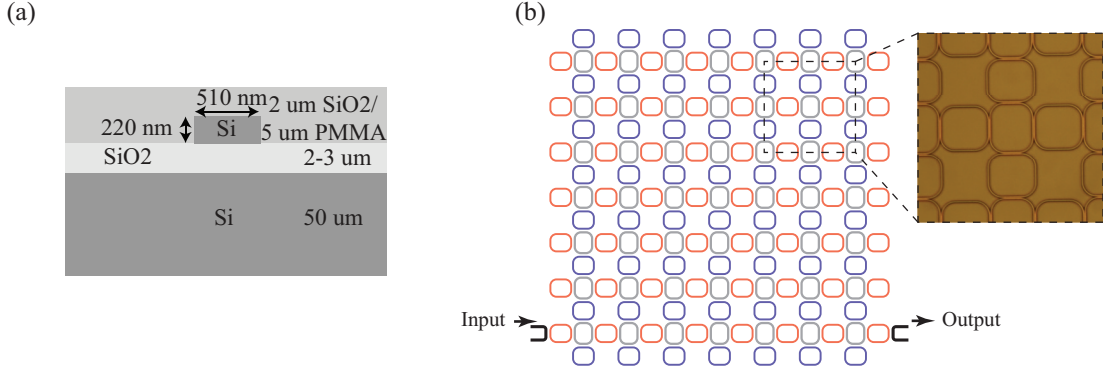 (a)
(b)
510 nm
2 um SiO2/
220 nm
Si
5 um PMMA
SiO2
2-3 um
Si
50 um
Input
Output